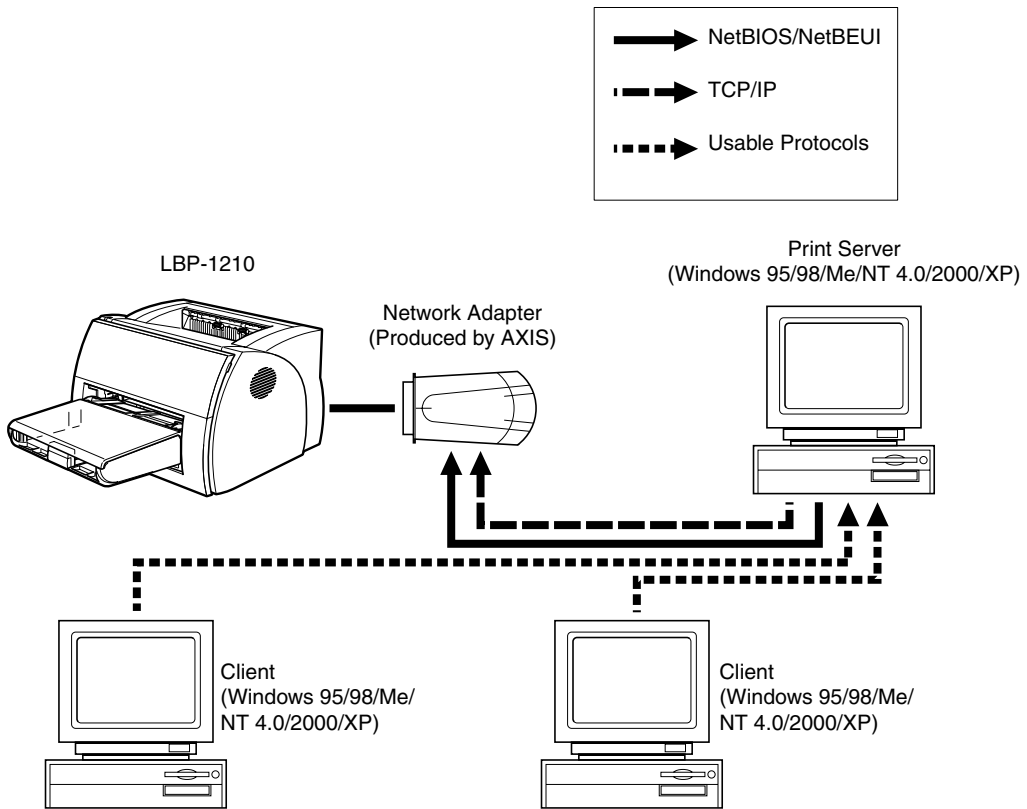 NetBIOS/NetBEUI
TCP/IP
Usable Protocols
LBP-1210
Network Adapter
(Produced by AXIS)
Print Server
(Windows 95/98/Me/NT 4.0/2000/XP)
Client
(Windows 95/98/Me/
NT 4.0/2000/XP)
Client
(Windows 95/98/Me/
NT 4.0/2000/XP)